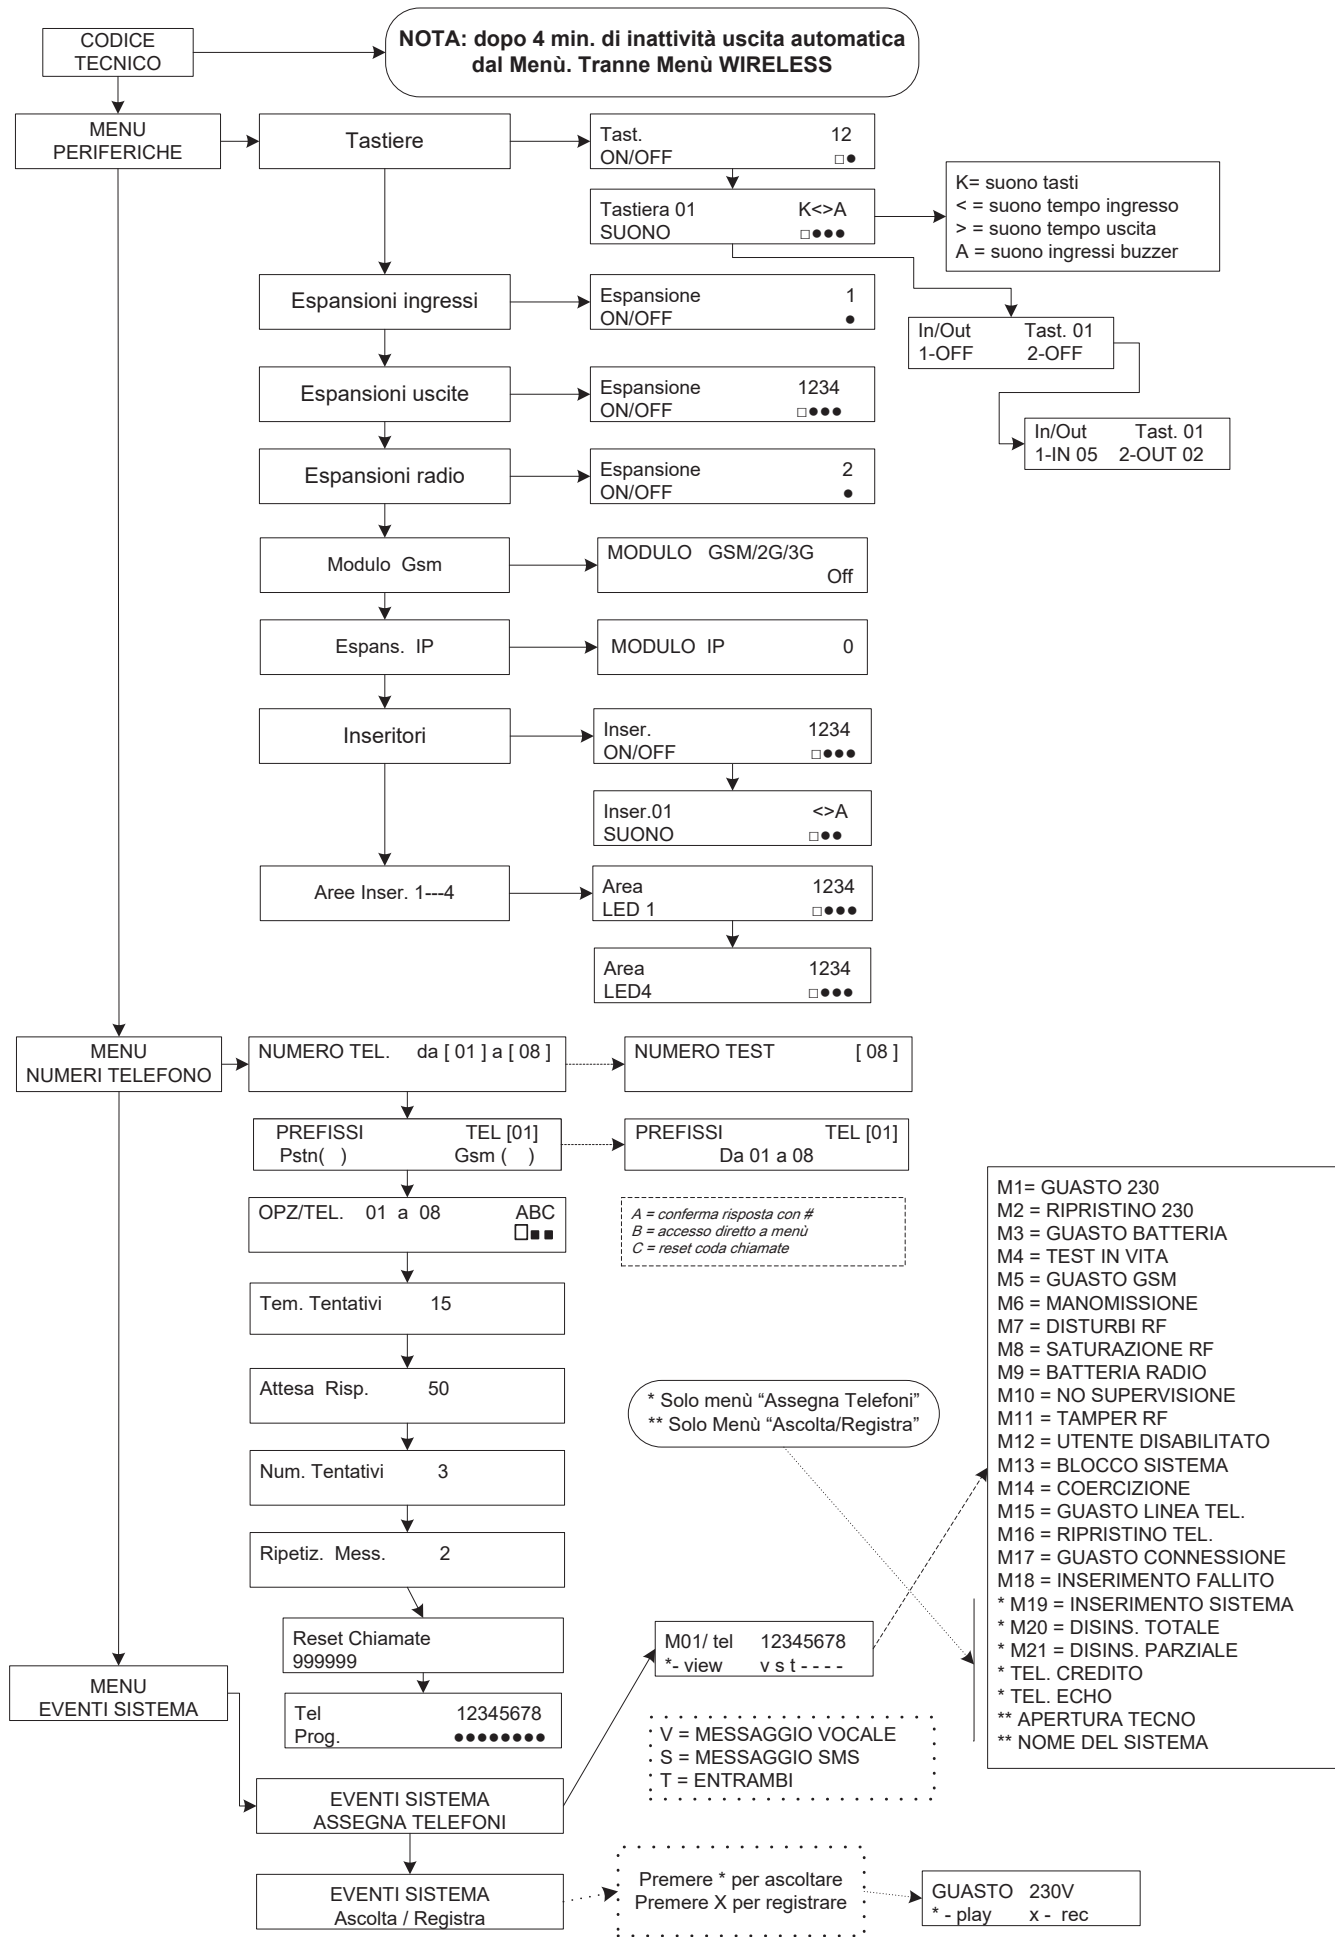 CODICE
TECNICO
NOTA: dopo 4 min. di inattività uscita automatica
dal Menù. Tranne Menù WIRELESS
MENU
PERIFERICHE
Tastiere
Tast. 12
ON/OFF □●
Tastiera 01 K<>A
SUONO □●●●
K= suono tasti
< = suono tempo ingresso
> = suono tempo uscita
A = suono ingressi buzzer
In/Out Tast. 01
1-OFF 2-OFF
In/Out Tast. 01
1-IN 05 2-OUT 02
Espansioni ingressi
Espansione 1
ON/OFF ●
Espansioni uscite
Espansione 1234
ON/OFF □●●●
Espansioni radio
Espansione 2
ON/OFF ●
Modulo Gsm
MODULO GSM/2G/3G
Off
Espans. IP
MODULO IP 0
Inseritori
Inser. 1234
ON/OFF □●●●
Inser.01 <>A
SUONO □●●
Aree Inser. 1---4
Area 1234
LED 1 □●●●
Area 1234
LED4 □●●●
MENU
NUMERI TELEFONO
NUMERO TEL. da [ 01 ] a [ 08 ]
NUMERO TEST [ 08 ]
PREFISSI TEL [01]
Pstn( ) Gsm ( )
PREFISSI TEL [01]
Da 01 a 08
OPZ/TEL. 01 a 08 ABC
□■■
A = conferma risposta con #
B = accesso diretto a menù
C = reset coda chiamate
Tem. Tentativi 15
Attesa Risp. 50
Num. Tentativi 3
Ripetiz. Mess. 2
Reset Chiamate
999999
Tel 12345678
Prog. ●●●●●●●●
* Solo menù “Assegna Telefoni”
** Solo Menù “Ascolta/Registra”
MENU
EVENTI SISTEMA
EVENTI SISTEMA
ASSEGNA TELEFONI
M01/ tel 12345678
*- view v s t - - - -
V = MESSAGGIO VOCALE
S = MESSAGGIO SMS
T = ENTRAMBI
M1= GUASTO 230
M2 = RIPRISTINO 230
M3 = GUASTO BATTERIA
M4 = TEST IN VITA
M5 = GUASTO GSM
M6 = MANOMISSIONE
M7 = DISTURBI RF
M8 = SATURAZIONE RF
M9 = BATTERIA RADIO
M10 = NO SUPERVISIONE
M11 = TAMPER RF
M12 = UTENTE DISABILITATO
M13 = BLOCCO SISTEMA
M14 = COERCIZIONE
M15 = GUASTO LINEA TEL.
M16 = RIPRISTINO TEL.
M17 = GUASTO CONNESSIONE
M18 = INSERIMENTO FALLITO
* M19 = INSERIMENTO SISTEMA
* M20 = DISINS. TOTALE
* M21 = DISINS. PARZIALE
* TEL. CREDITO
* TEL. ECHO
** APERTURA TECNO
** NOME DEL SISTEMA
EVENTI SISTEMA
Ascolta / Registra
Premere * per ascoltare
Premere X per registrare
GUASTO 230V
* - play x - rec